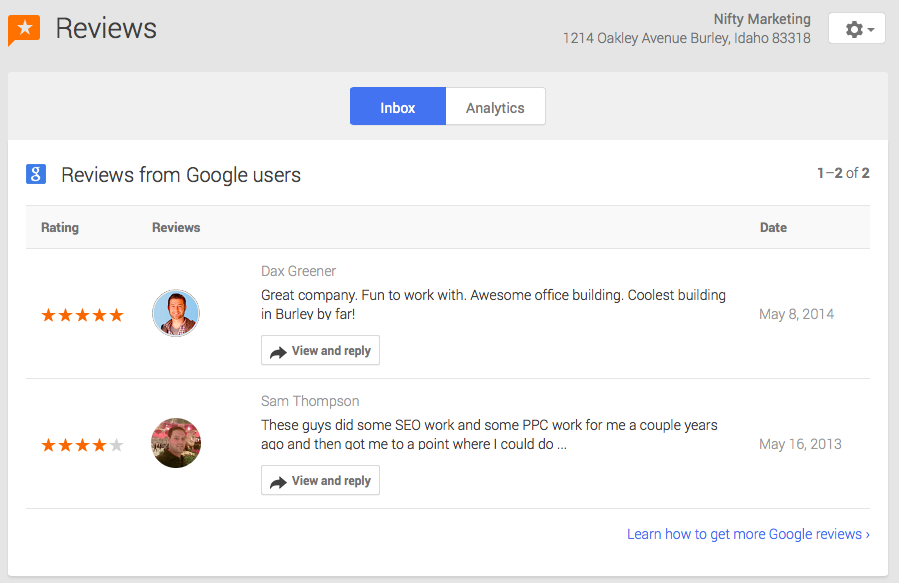 Reviews
Nifty Marketing
1214 Oakley Avenue Burley, Idaho 83318
Inbox
Analytics
g
Reviews from Google users
1–2 of 2
Rating
Reviews
Date
Dax Greener
Great company. Fun to work with. Awesome office building. Coolest building
in Burley by far!
May 8, 2014
View and reply
Sam Thompson
These guys did some SEO work and some PPC work for me a couple years
ago and then got me to a point where I could do ...
May 16, 2013
View and reply
Learn how to get more Google reviews ›